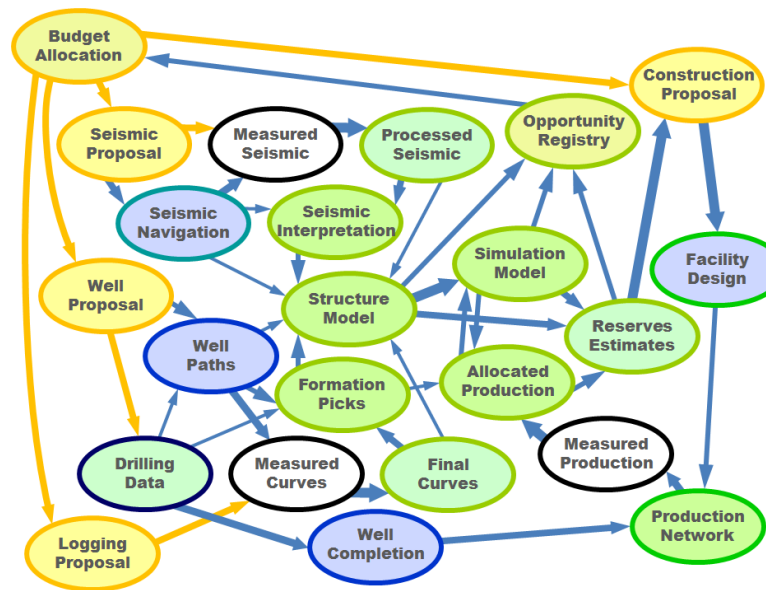 Budget
Allocation
Construction
Proposal
Seismic
Proposal
Measured
Seismic
Processed
Seismic
Opportunity
Registry
Seismic
Navigation
Seismic
Interpretation
Simulation
Model
Facility
Design
Well
Proposal
Structure
Model
Reserves
Estimates
Well
Paths
Formation
Picks
Allocated
Production
Drilling
Data
Measured
Curves
Final
Curves
Measured
Production
Logging
Proposal
Well
Completion
Production
Network